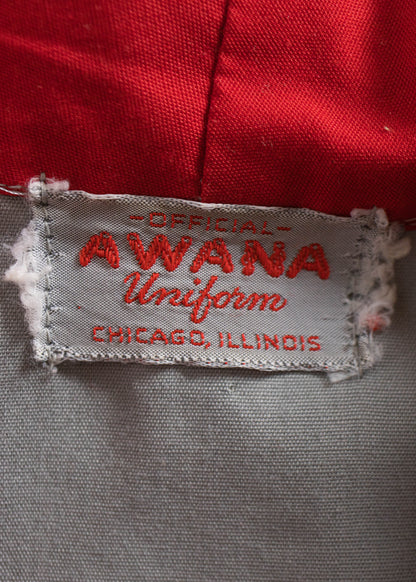 -OFFICIAL-
AWANA
Uniform
CHICAGO, ILLINOIS